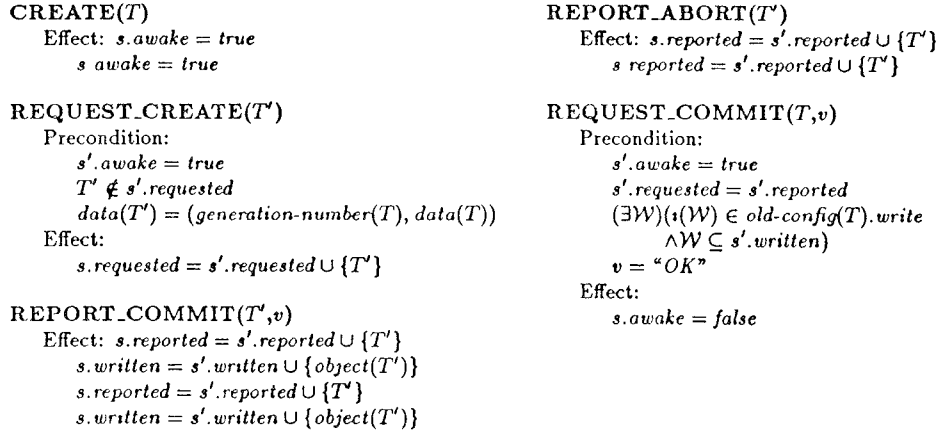 CREATE(T)
Effect: s.awake = true
s awake = true
REQUEST_CREATE(T′)
Precondition:
s′.awake = true
T′ ∉ s′.requested
data(T′) = (generation-number(T), data(T))
Effect:
s.requested = s′.requested ∪ {T′}
REPORT_COMMIT(T′,v)
Effect: s.reported = s′.reported ∪ {T′}
s.written = s′.written ∪ {object(T′)}
s.reported = s′.reported ∪ {T′}
s.written = s′.written ∪ {object(T′)}
REPORT_ABORT(T′)
Effect: s.reported = s′.reported ∪ {T′}
s reported = s′.reported ∪ {T′}
REQUEST_COMMIT(T,v)
Precondition:
s′.awake = true
s′.requested = s′.reported
(∃W)(ı(W) ∈ old-config(T).write
∧W ⊆ s′.written)
v = “OK”
Effect:
s.awake = false